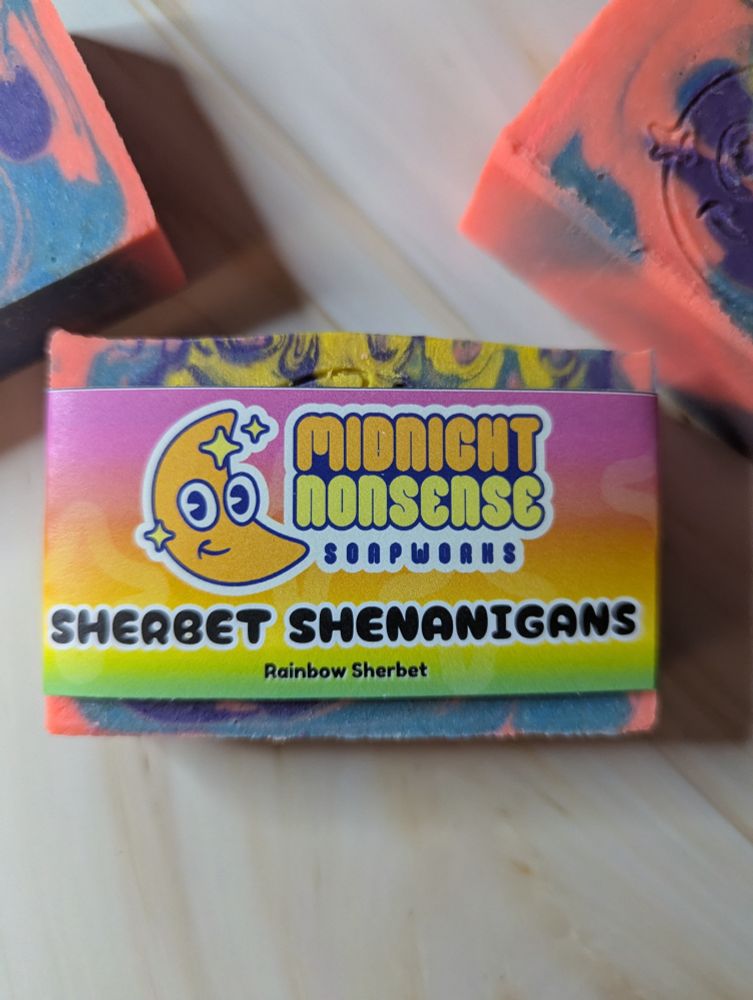 MIDNIGHT
NONSENSE
SOAPWORKS
SHERBET SHENANIGANS
Rainbow Sherbet